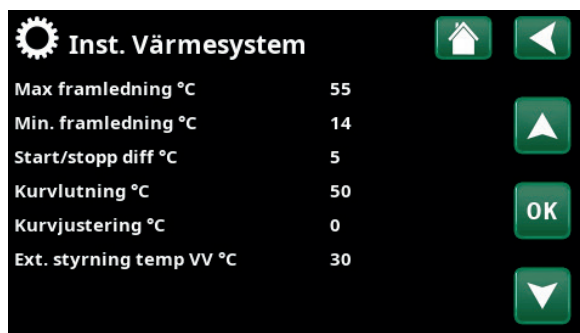 Inst. Värmesystem
Max framledning °C 55
Min. framledning °C 14
Start/stopp diff °C 5
Kurvlutning °C 50
Kurvjustering °C 0
Ext. styrning temp VV °C 30
OK